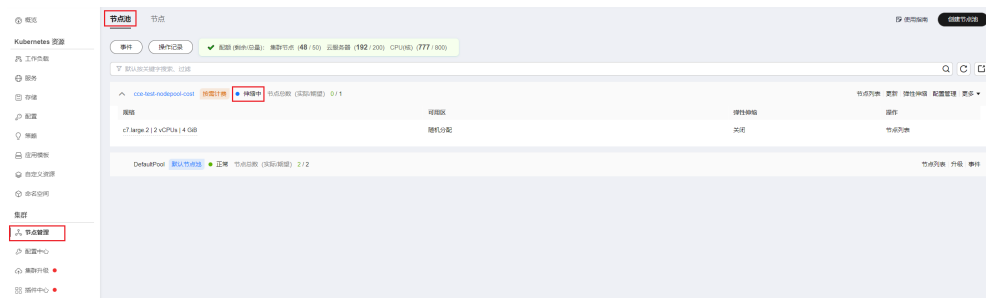 概览
Kubernetes 资源
工作负载
服务
存储
配置
策略
应用模板
自定义资源
命名空间
集群
节点管理
配置中心
集群升级
插件中心
节点池 节点
使用指南 创建节点池
事件 操作记录 配额 (剩余/总量): 集群节点 (48 / 50) 云服务器 (192 / 200) CPU(核) (777 / 800)
默认按关键字搜索、过滤
cce-test-nodepool-cost 按需计费 伸缩中 节点总数 (实际/期望) 0 / 1 节点列表 更新 弹性伸缩 配置管理 更多
规格 可用区 弹性伸缩 操作
c7.large.2 | 2 vCPUs | 4 GiB 随机分配 关闭 节点列表
DefaultPool 默认节点池 正常 节点总数 (实际/期望) 2 / 2 节点列表 升级 事件